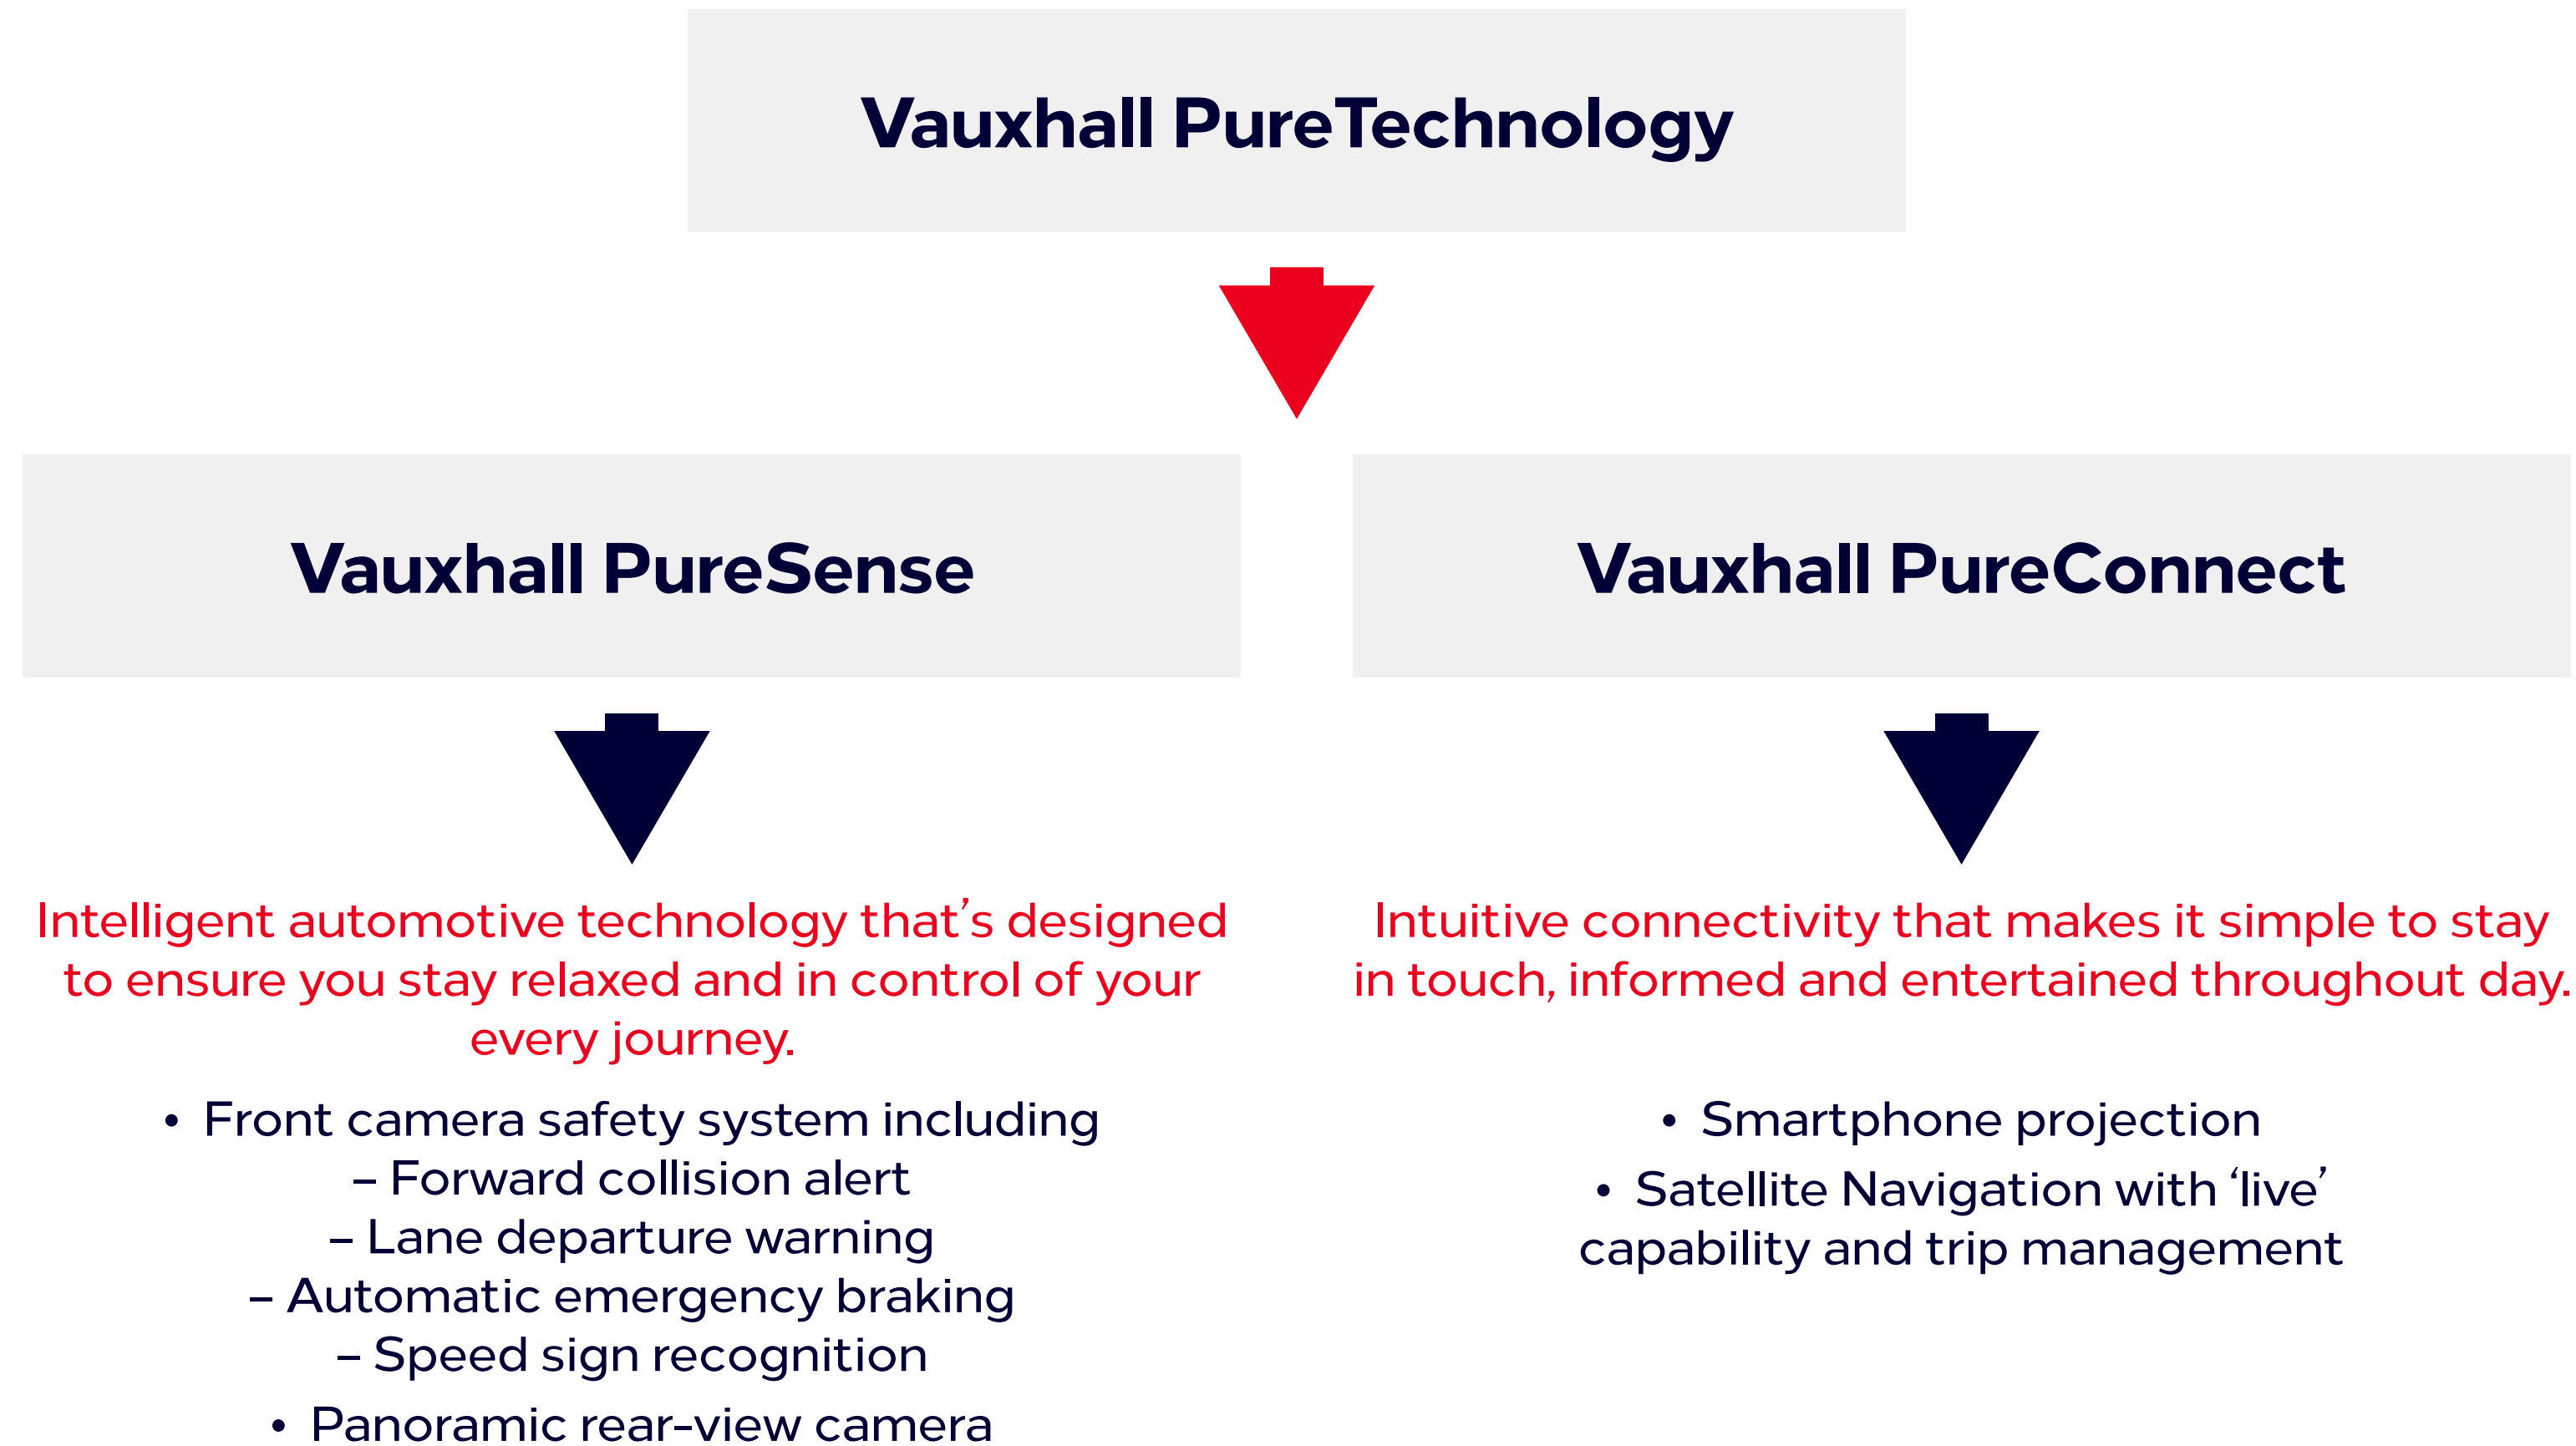 Vauxhall PureTechnology
Vauxhall PureSense
Intelligent automotive technology that’s designed
to ensure you stay relaxed and in control of your
every journey.
• Front camera safety system including
– Forward collision alert
– Lane departure warning
– Automatic emergency braking
– Speed sign recognition
• Panoramic rear-view camera
Vauxhall PureConnect
Intuitive connectivity that makes it simple to stay
in touch, informed and entertained throughout day.
• Smartphone projection
• Satellite Navigation with ‘live’
capability and trip management